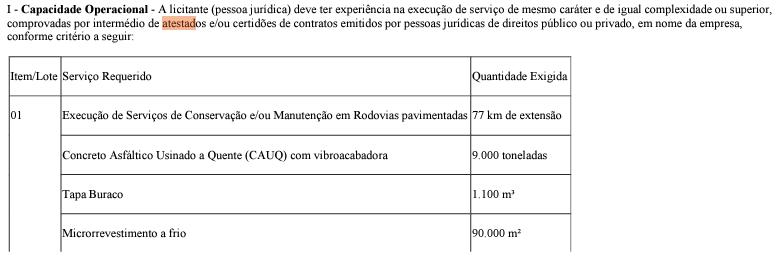 I - Capacidade Operacional - A licitante (pessoa jurídica) deve ter experiência na execução de serviço de mesmo caráter e de igual complexidade ou superior,
comprovadas por intermédio de atestados e/ou certidões de contratos emitidos por pessoas jurídicas de direitos público ou privado, em nome da empresa,
conforme critério a seguir:
Item/Lote Serviço Requerido Quantidade Exigida
01 Execução de Serviços de Conservação e/ou Manutenção em Rodovias pavimentadas 77 km de extensão
Concreto Asfáltico Usinado a Quente (CAUQ) com vibroacabadora 9.000 toneladas
Tapa Buraco 1.100 m³
Microrrevestimento a frio 90.000 m²